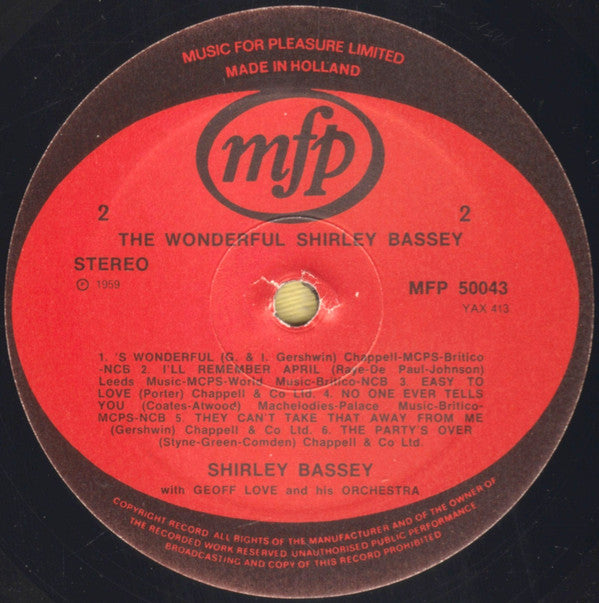 MUSIC FOR PLEASURE LIMITED
MADE IN HOLLAND
mfp
2 2
THE WONDERFUL SHIRLEY BASSEY
STEREO
℗ 1959
MFP 50043
YAX 413
1. 'S WONDERFUL (G. & I. Gershwin) Chappell-MCPS-Britico
-NCB 2. I'LL REMEMBER APRIL (Raye-De Paul-Johnson)
Leeds Music-MCPS-World Music-Britico-NCB 3. EASY TO
LOVE (Porter) Chappell & Co Ltd. 4. NO ONE EVER TELLS
YOU (Coates-Atwood) Machelodies-Palace Music-Britico-
MCPS-NCB 5. THEY CAN'T TAKE THAT AWAY FROM ME
(Gershwin) Chappell & Co Ltd. 6. THE PARTY'S OVER
(Styne-Green-Comden) Chappell & Co Ltd.
SHIRLEY BASSEY
with GEOFF LOVE and his ORCHESTRA
COPYRIGHT RECORD. ALL RIGHTS OF THE MANUFACTURER AND OF THE OWNER OF
THE RECORDED WORK RESERVED. UNAUTHORISED PUBLIC PERFORMANCE
BROADCASTING AND COPY OF THIS RECORD PROHIBITED